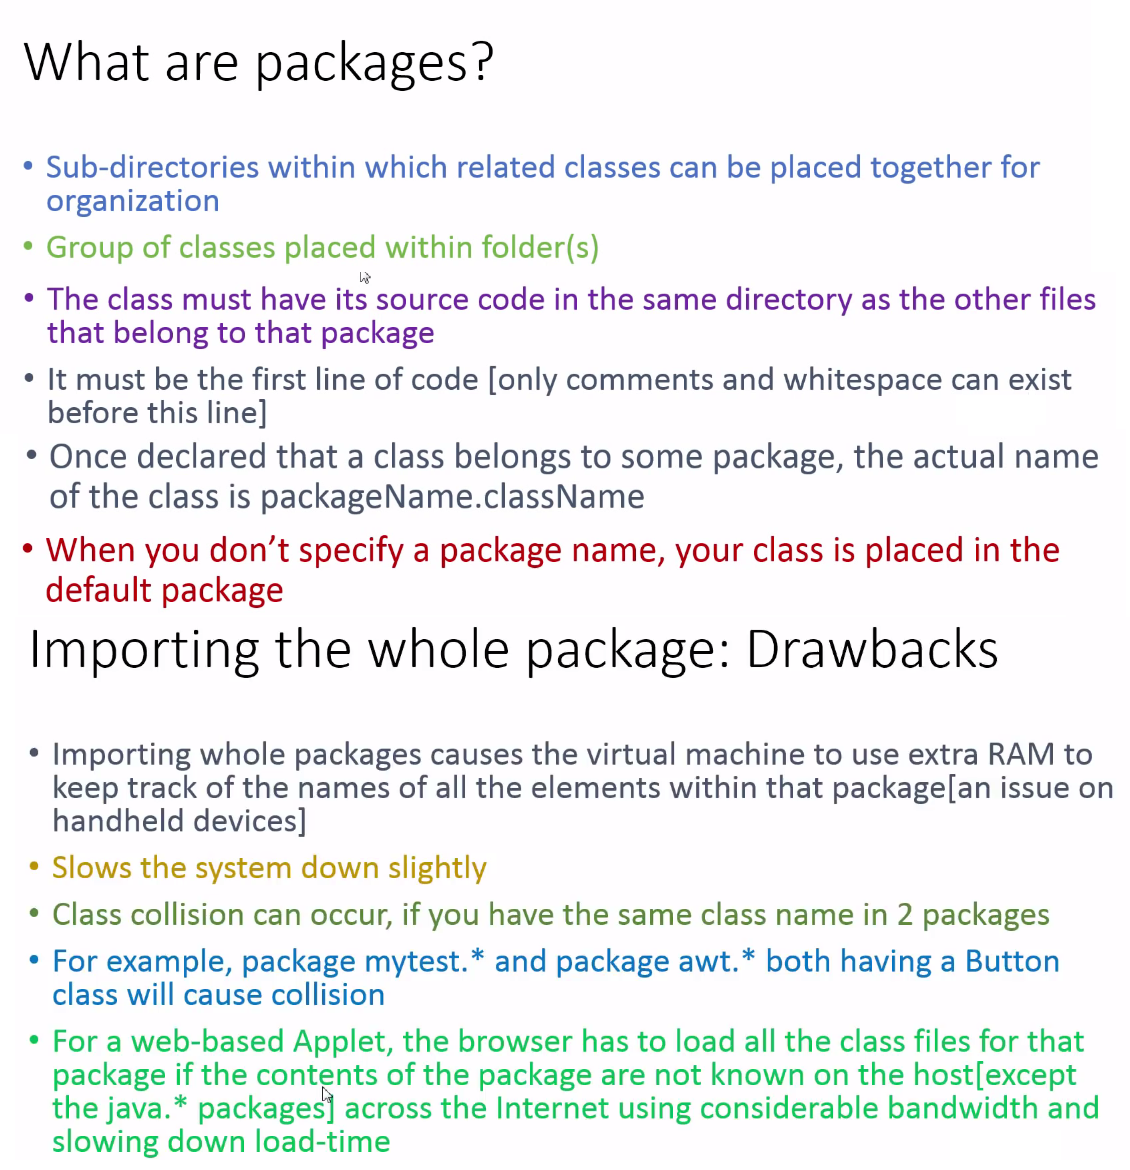 What are packages?
• Sub-directories within which related classes can be placed together for
organization
• Group of classes placed within folder(s)
• The class must have its source code in the same directory as the other files
that belong to that package
• It must be the first line of code [only comments and whitespace can exist
before this line]
• Once declared that a class belongs to some package, the actual name
of the class is packageName.className
• When you don’t specify a package name, your class is placed in the
default package
Importing the whole package: Drawbacks
• Importing whole packages causes the virtual machine to use extra RAM to
keep track of the names of all the elements within that package[an issue on
handheld devices]
• Slows the system down slightly
• Class collision can occur, if you have the same class name in 2 packages
• For example, package mytest.* and package awt.* both having a Button
class will cause collision
• For a web-based Applet, the browser has to load all the class files for that
package if the contents of the package are not known on the host[except
the java.* packages] across the Internet using considerable bandwidth and
slowing down load-time